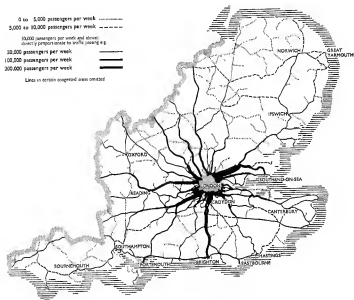 0 to 5,000 passengers per week
5,000 to 10,000 passengers per week
10,000 passengers per week and above:
directly proportionate to traffic passing e.g.
50,000 passengers per week
100,000 passengers per week
200,000 passengers per week
Lines in certain congested areas omitted
NORWICH
GREAT
YARMOUTH
IPSWICH
OXFORD
SOUTHEND-ON-SEA
LONDON
READING
CROYDON
CANTERBURY
SOUTHAMPTON
HASTINGS
BOURNEMOUTH
PORTSMOUTH
BRIGHTON
EASTBOURNE